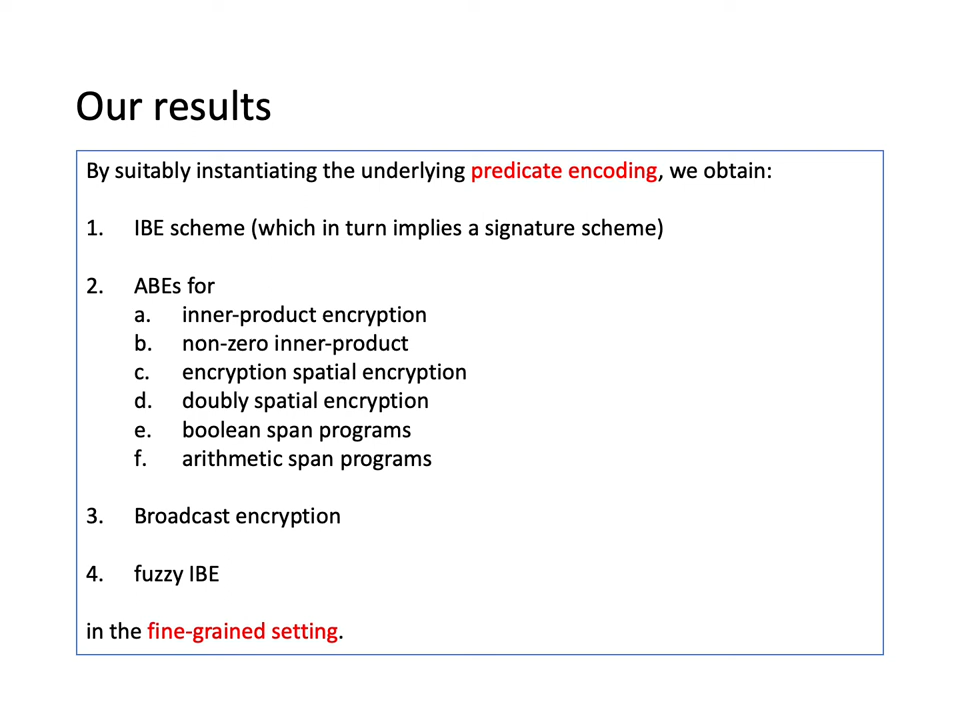 Our results
By suitably instantiating the underlying predicate encoding, we obtain:
1. IBE scheme (which in turn implies a signature scheme)
2. ABEs for
a. inner-product encryption
b. non-zero inner-product
c. encryption spatial encryption
d. doubly spatial encryption
e. boolean span programs
f. arithmetic span programs
3. Broadcast encryption
4. fuzzy IBE
in the fine-grained setting.